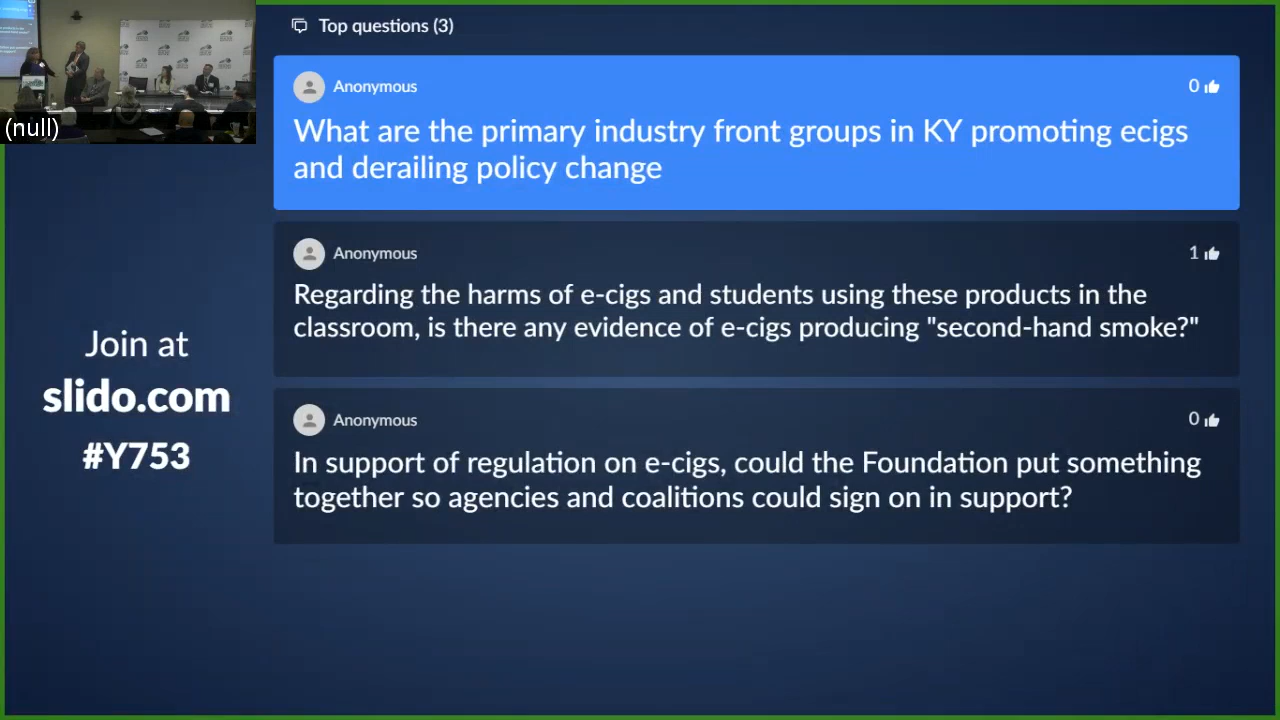 Top questions (3)
Anonymous
0
What are the primary industry front groups in KY promoting ecigs
and derailing policy change
(null)
Anonymous
1
Regarding the harms of e-cigs and students using these products in the
classroom, is there any evidence of e-cigs producing "second-hand smoke?"
Join at
slido.com
#Y753
Anonymous
0
In support of regulation on e-cigs, could the Foundation put something
together so agencies and coalitions could sign on in support?